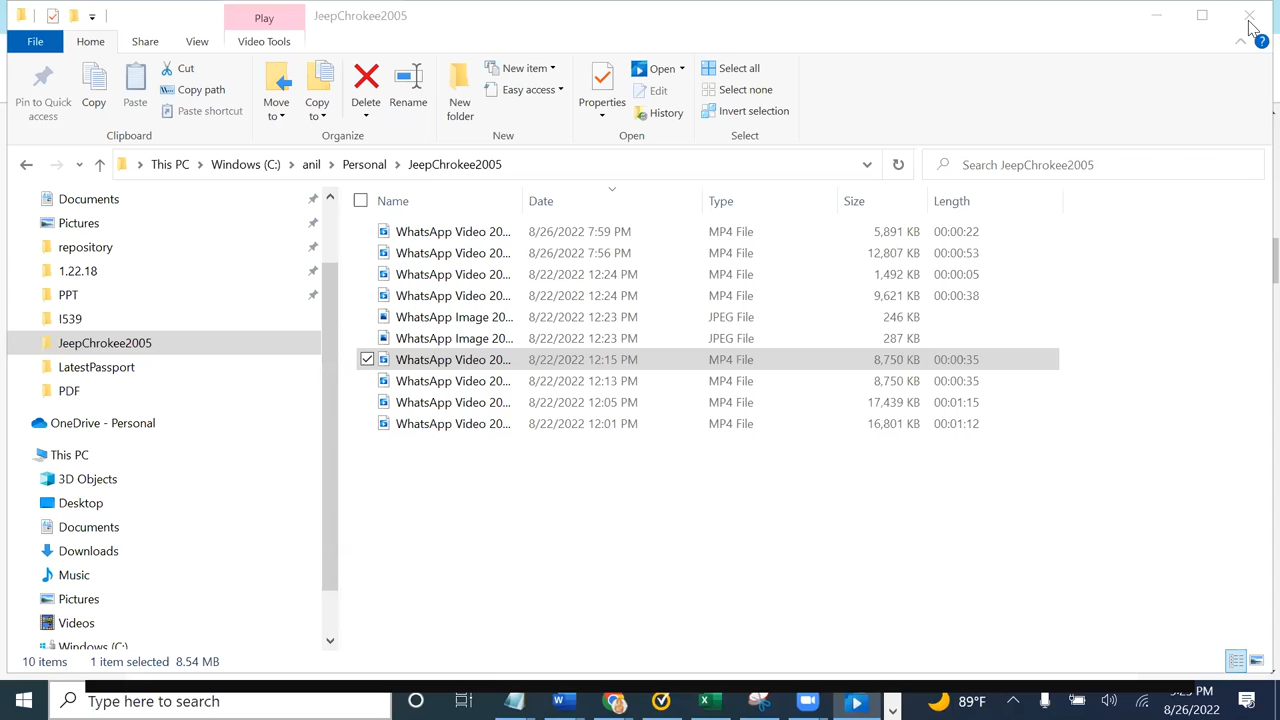 Play
JeepChrokee2005
File
Home
Share
View
Video Tools
Pin to Quick access
Copy
Paste
Cut
Copy path
Paste shortcut
Clipboard
Move to
Copy to
Delete
Rename
Organize
New folder
New item
Easy access
New
Properties
Open
Edit
History
Open
Select all
Select none
Invert selection
Select
This PC > Windows (C:) > anil > Personal > JeepChrokee2005
Search JeepChrokee2005
Documents
Pictures
repository
1.22.18
PPT
I539
JeepChrokee2005
LatestPassport
PDF
OneDrive - Personal
This PC
3D Objects
Desktop
Documents
Downloads
Music
Pictures
Videos
Windows (C:)
Name Date Type Size Length
WhatsApp Video 20... 8/26/2022 7:59 PM MP4 File 5,891 KB 00:00:22
WhatsApp Video 20... 8/26/2022 7:56 PM MP4 File 12,807 KB 00:00:53
WhatsApp Video 20... 8/22/2022 12:24 PM MP4 File 1,492 KB 00:00:05
WhatsApp Video 20... 8/22/2022 12:24 PM MP4 File 9,621 KB 00:00:38
WhatsApp Image 20... 8/22/2022 12:23 PM JPEG File 246 KB
WhatsApp Image 20... 8/22/2022 12:23 PM JPEG File 287 KB
WhatsApp Video 20... 8/22/2022 12:15 PM MP4 File 8,750 KB 00:00:35
WhatsApp Video 20... 8/22/2022 12:13 PM MP4 File 8,750 KB 00:00:35
WhatsApp Video 20... 8/22/2022 12:05 PM MP4 File 17,439 KB 00:01:15
WhatsApp Video 20... 8/22/2022 12:01 PM MP4 File 16,801 KB 00:01:12
10 items 1 item selected 8.54 MB
Type here to search
89°F
PM
8/26/2022